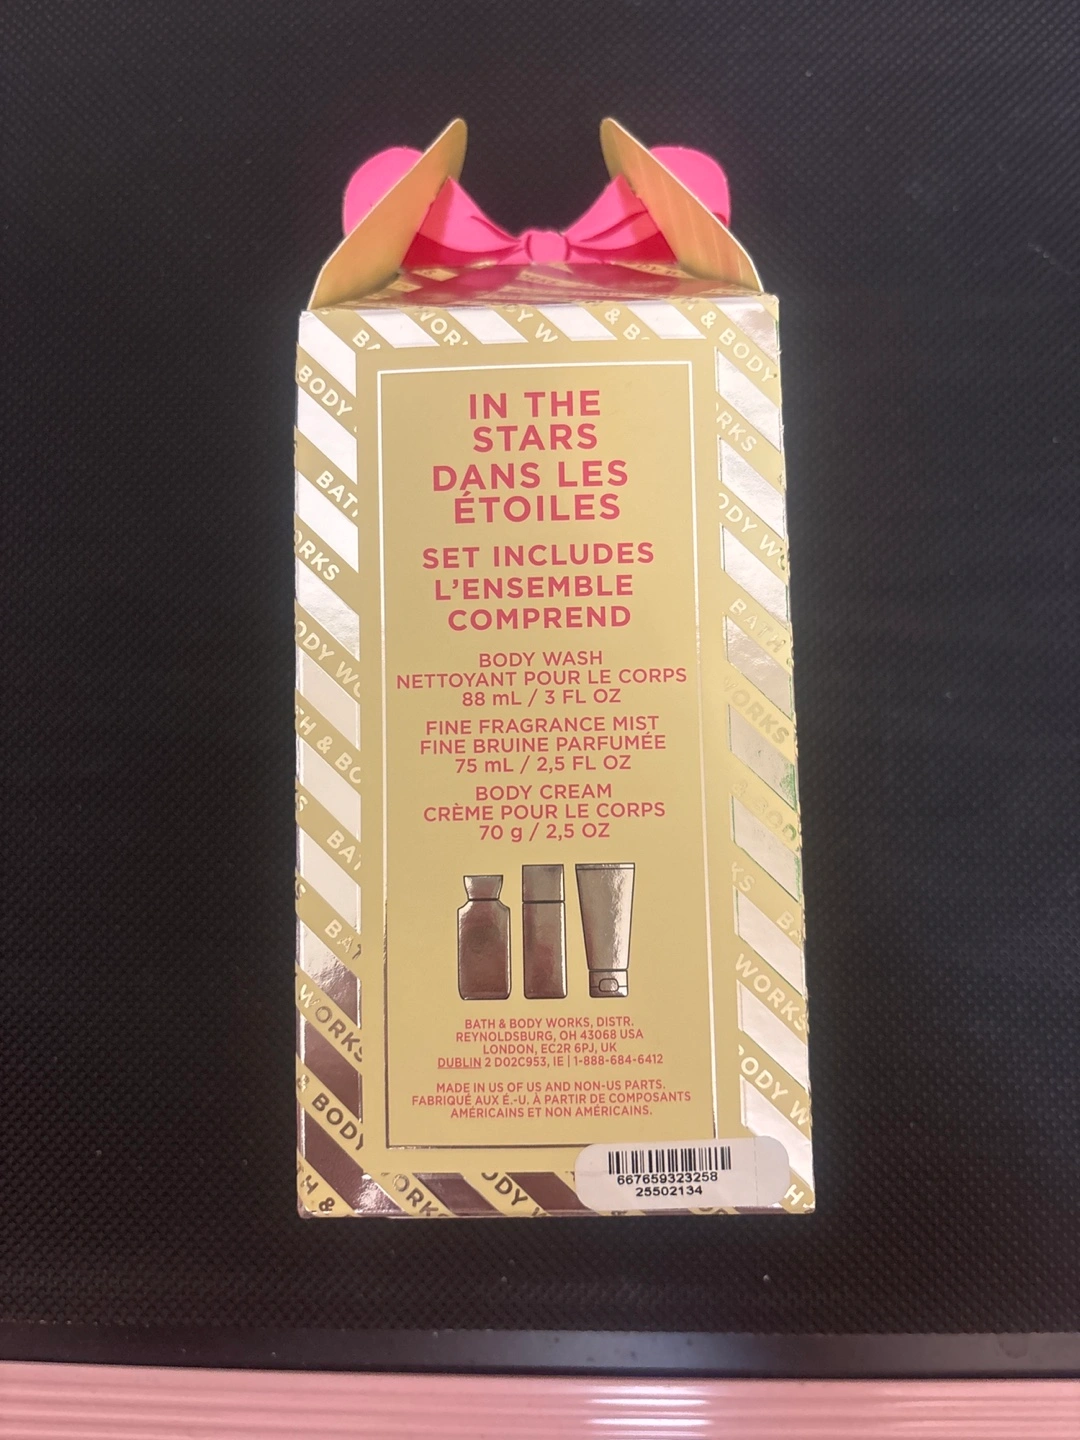 IN THE
STARS
DANS LES
ÉTOILES
SET INCLUDES
L'ENSEMBLE
COMPREND
BODY WASH
NETTOYANT POUR LE CORPS
88 mL / 3 FL OZ
FINE FRAGRANCE MIST
FINE BRUINE PARFUMÉE
75 mL / 2,5 FL OZ
BODY CREAM
CRÈME POUR LE CORPS
70 g / 2,5 OZ
BATH & BODY WORKS, DISTR.
REYNOLDSBURG, OH 43068 USA
LONDON, EC2R 6PJ, UK
DUBLIN 2 D02C953, IE | 1-888-684-6412
MADE IN US OF US AND NON-US PARTS.
FABRIQUÉ AUX É.-U. À PARTIR DE COMPOSANTS
AMÉRICAINS ET NON AMÉRICAINS.
667659323258
25502134